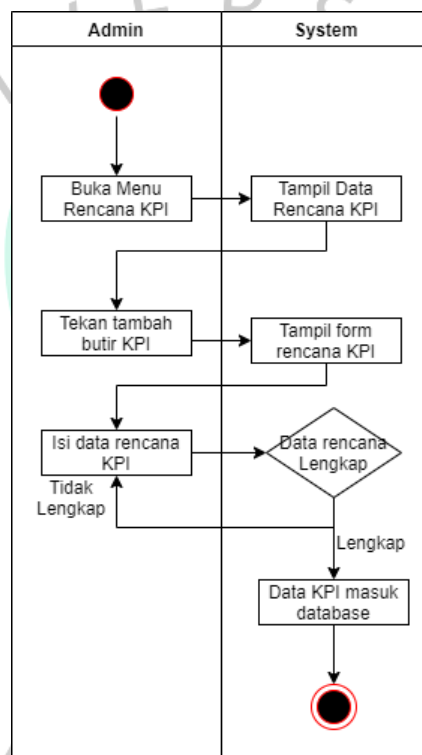 Admin
System
Buka Menu
Rencana KPI
Tampil Data
Rencana KPI
Tekan tambah
butir KPI
Tampil form
rencana KPI
Isi data rencana
KPI
Data rencana
Lengkap
Tidak
Lengkap
Lengkap
Data KPI masuk
database